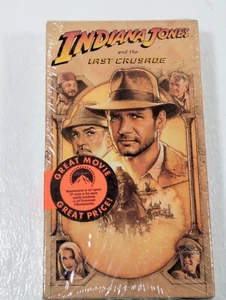 INDIANA JONES
and the
LAST CRUSADE
GREAT MOVIE
GREAT PRICE!